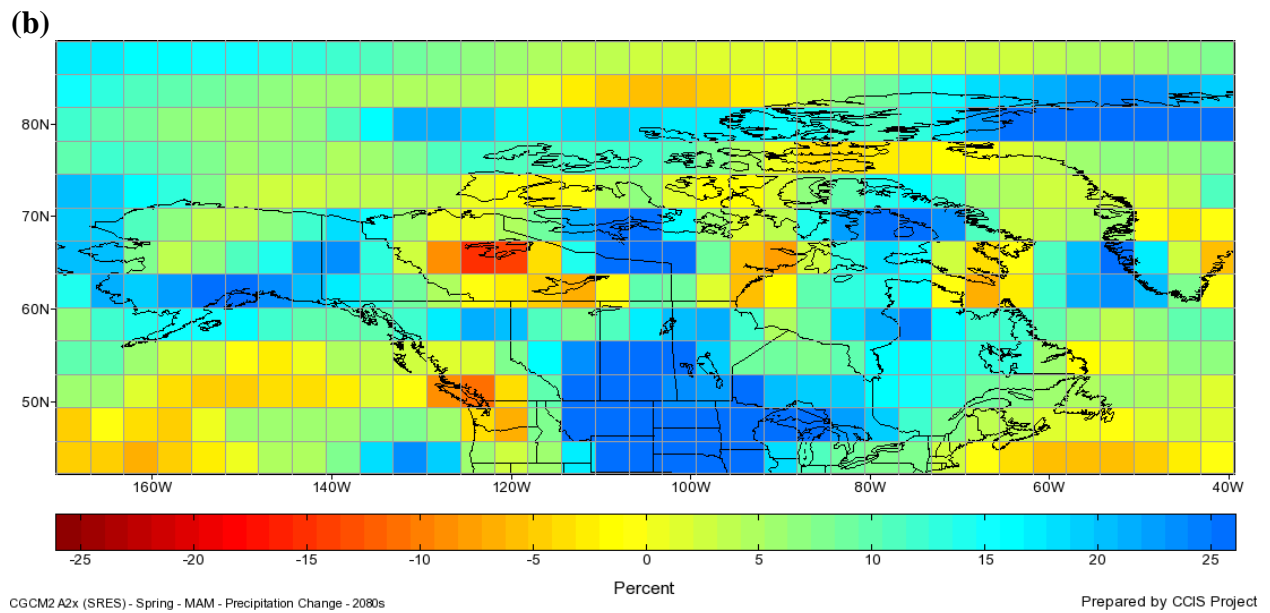 (b)
80N
70N
60N
50N
160W 140W 120W 100W 80W 60W 40W
-25 -20 -15 -10 -5 0 5 10 15 20 25
Percent
CGCM2 A2x (SRES) - Spring - MAM - Precipitation Change - 2080s
Prepared by CCIS Project